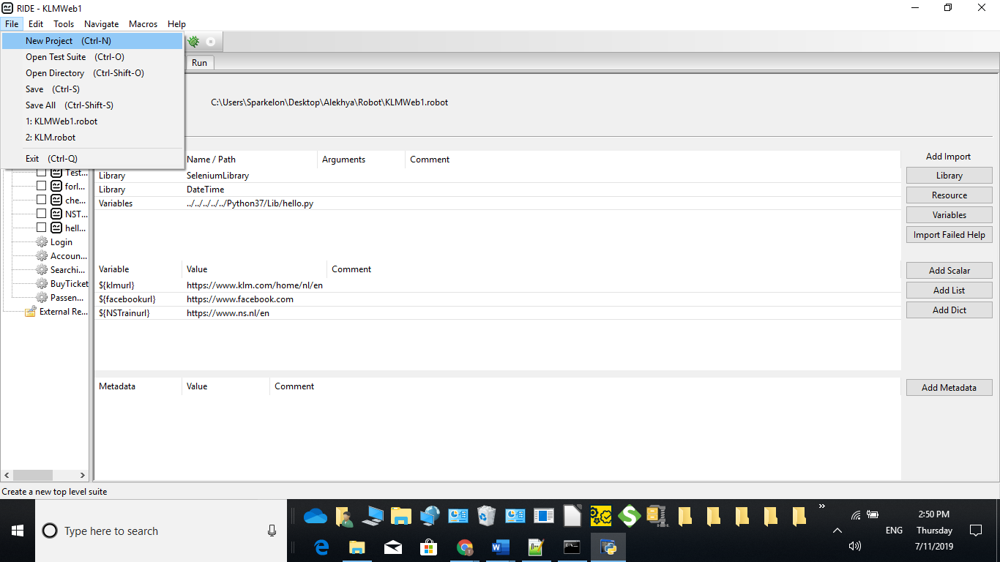 RIDE - KLMWeb1
File Edit Tools Navigate Macros Help
New Project (Ctrl-N)
Open Test Suite (Ctrl-O)
Open Directory (Ctrl-Shift-O)
Save (Ctrl-S)
Save All (Ctrl-Shift-S)
1: KLMWeb1.robot
2: KLM.robot
Exit (Ctrl-Q)
Run
C:\Users\Sparkelon\Desktop\Alekhya\Robot\KLMWeb1.robot
Test...
forl...
che...
NST...
hell...
Login
Accoun...
Searchi...
BuyTicket
Passen...
External Re...
Name / Path Arguments Comment
Library SeleniumLibrary
Library DateTime
Variables ../../../../../Python37/Lib/hello.py
Add Import
Library
Resource
Variables
Import Failed Help
Variable Value Comment
${klmurl} https://www.klm.com/home/nl/en
${facebookurl} https://www.facebook.com
${NSTrainurl} https://www.ns.nl/en
Add Scalar
Add List
Add Dict
Metadata Value Comment
Add Metadata
Create a new top level suite
Type here to search
ENG
2:50 PM
Thursday
7/11/2019